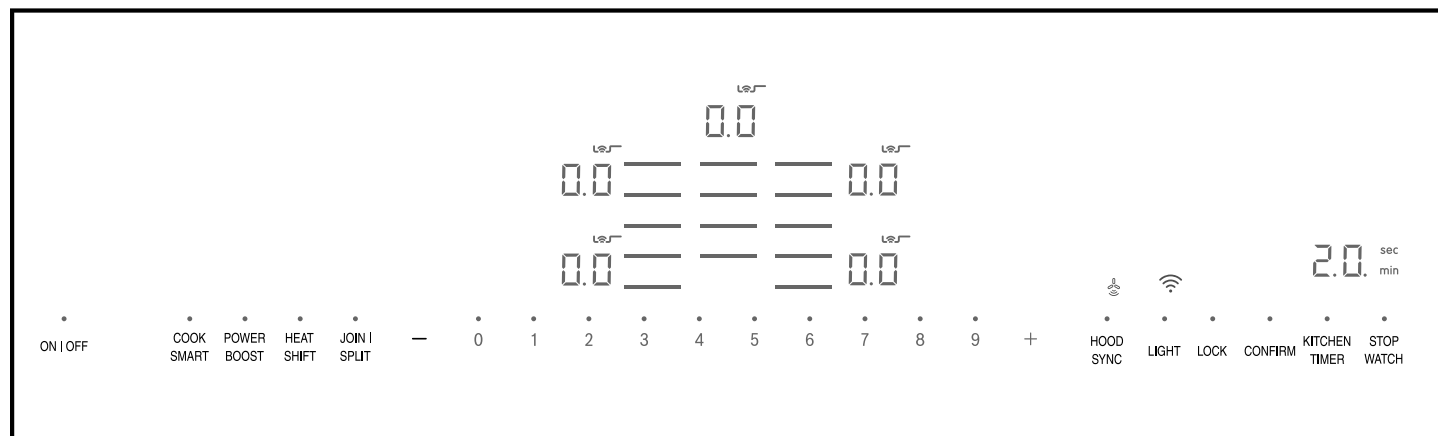 0.0
0.0 0.0
0.0 0.0
2.0. sec
min
ON | OFF
COOK
SMART
POWER
BOOST
HEAT
SHIFT
JOIN |
SPLIT
− 0 1 2 3 4 5 6 7 8 9 +
HOOD
SYNC
LIGHT
LOCK
CONFIRM
KITCHEN
TIMER
STOP
WATCH